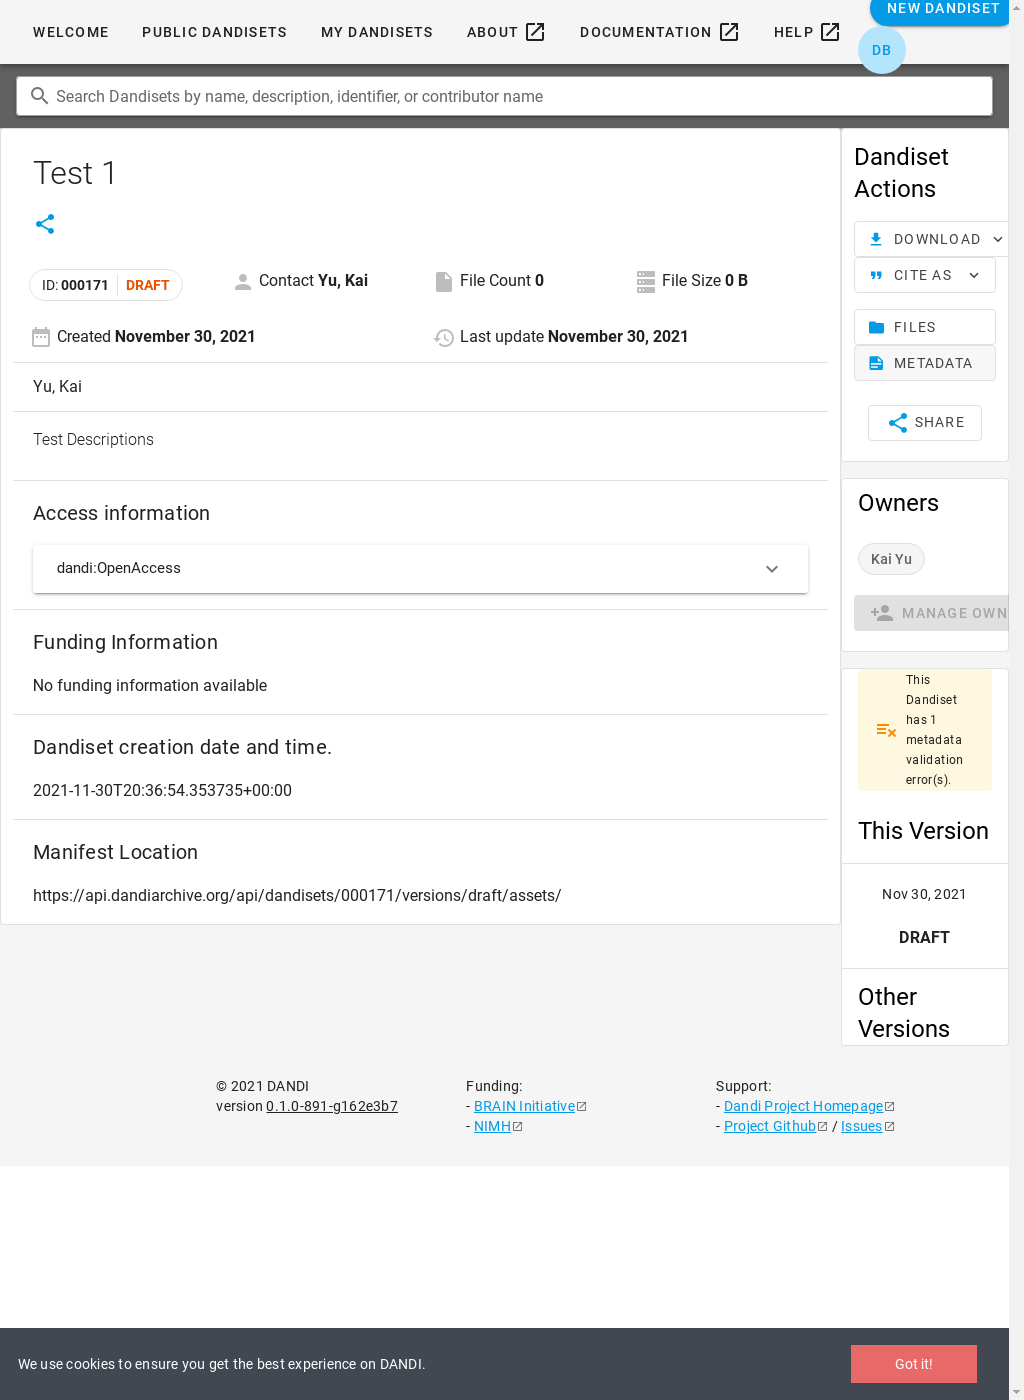 WELCOME PUBLIC DANDISETS MY DANDISETS ABOUT DOCUMENTATION HELP NEW DANDISET
DB
Search Dandisets by name, description, identifier, or contributor name
Test 1
ID: 000171 DRAFT
Contact Yu, Kai
File Count 0
File Size 0 B
Created November 30, 2021
Last update November 30, 2021
Yu, Kai
Test Descriptions
Access information
dandi:OpenAccess
Funding Information
No funding information available
Dandiset creation date and time.
2021-11-30T20:36:54.353735+00:00
Manifest Location
https://api.dandiarchive.org/api/dandisets/000171/versions/draft/assets/
Dandiset
Actions
DOWNLOAD
CITE AS
FILES
METADATA
SHARE
Owners
Kai Yu
MANAGE OWN
This
Dandiset
has 1
metadata
validation
error(s).
This Version
Nov 30, 2021
DRAFT
Other
Versions
© 2021 DANDI
version 0.1.0-891-g162e3b7
Funding:
- BRAIN Initiative
- NIMH
Support:
- Dandi Project Homepage
- Project Github / Issues
We use cookies to ensure you get the best experience on DANDI.
Got it!